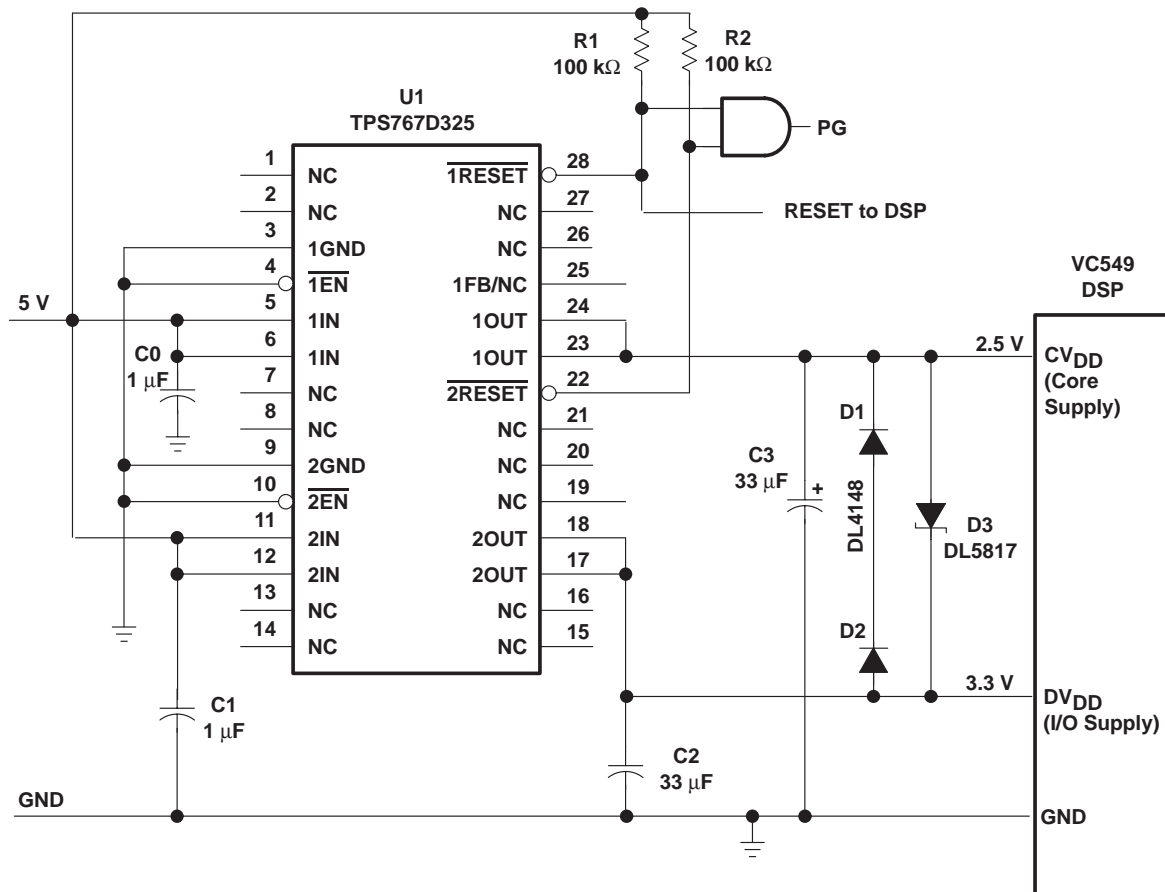 R1
100 kΩ
R2
100 kΩ
U1
TPS767D325
PG
1
NC
2
NC
3
1GND
4
1EN
5 V
5
1IN
C0
1 µF
6
1IN
7
NC
8
NC
9
2GND
10
2EN
11
2IN
12
2IN
13
NC
14
NC
1RESET
28
NC
27
NC
26
1FB/NC
25
1OUT
24
1OUT
23
2RESET
22
NC
21
NC
20
NC
19
2OUT
18
2OUT
17
NC
16
NC
15
RESET to DSP
VC549
DSP
2.5 V
CVDD
(Core
Supply)
D1
C3
33 µF
+
DL4148
D3
DL5817
D2
3.3 V
DVDD
(I/O Supply)
C1
1 µF
C2
33 µF
GND
GND